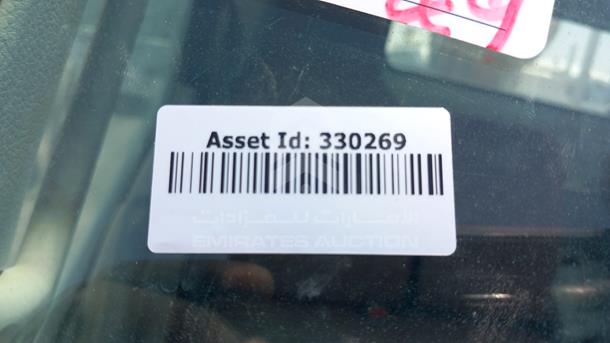 Asset Id: 330269
الإمارات للمزادات
EMIRATES AUCTION